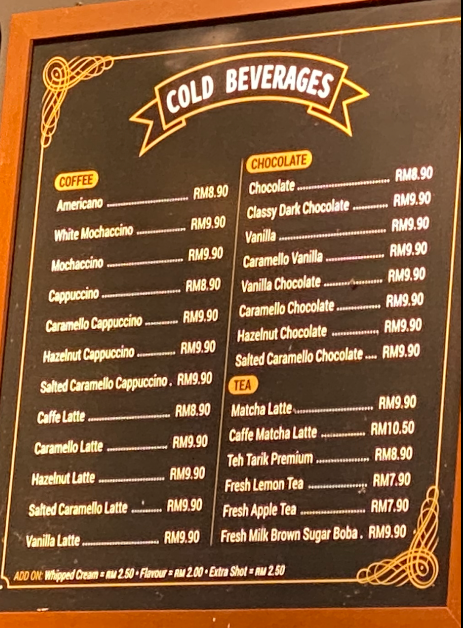 COLD BEVERAGES
COFFEE
Americano ........ RM8.90
White Mochaccino ........ RM9.90
Mochaccino ........ RM9.90
Cappuccino ........ RM8.90
Caramello Cappuccino ........ RM9.90
Hazelnut Cappuccino ........ RM9.90
Salted Caramello Cappuccino . RM9.90
Caffe Latte ........ RM8.90
Caramello Latte ........ RM9.90
Hazelnut Latte ........ RM9.90
Salted Caramello Latte ........ RM9.90
Vanilla Latte ........ RM9.90
CHOCOLATE
Chocolate ........ RM8.90
Classy Dark Chocolate ........ RM9.90
Vanilla ........ RM9.90
Caramello Vanilla ........ RM9.90
Vanilla Chocolate ........ RM9.90
Caramello Chocolate ........ RM9.90
Hazelnut Chocolate ........ RM9.90
Salted Caramello Chocolate .... RM9.90
TEA
Matcha Latte ........ RM9.90
Caffe Matcha Latte ........ RM10.50
Teh Tarik Premium ........ RM8.90
Fresh Lemon Tea ........ RM7.90
Fresh Apple Tea ........ RM7.90
Fresh Milk Brown Sugar Boba . RM9.90
ADD ON: Whipped Cream = RM 2.50 • Flavour = RM 2.00 • Extra Shot = RM 2.50